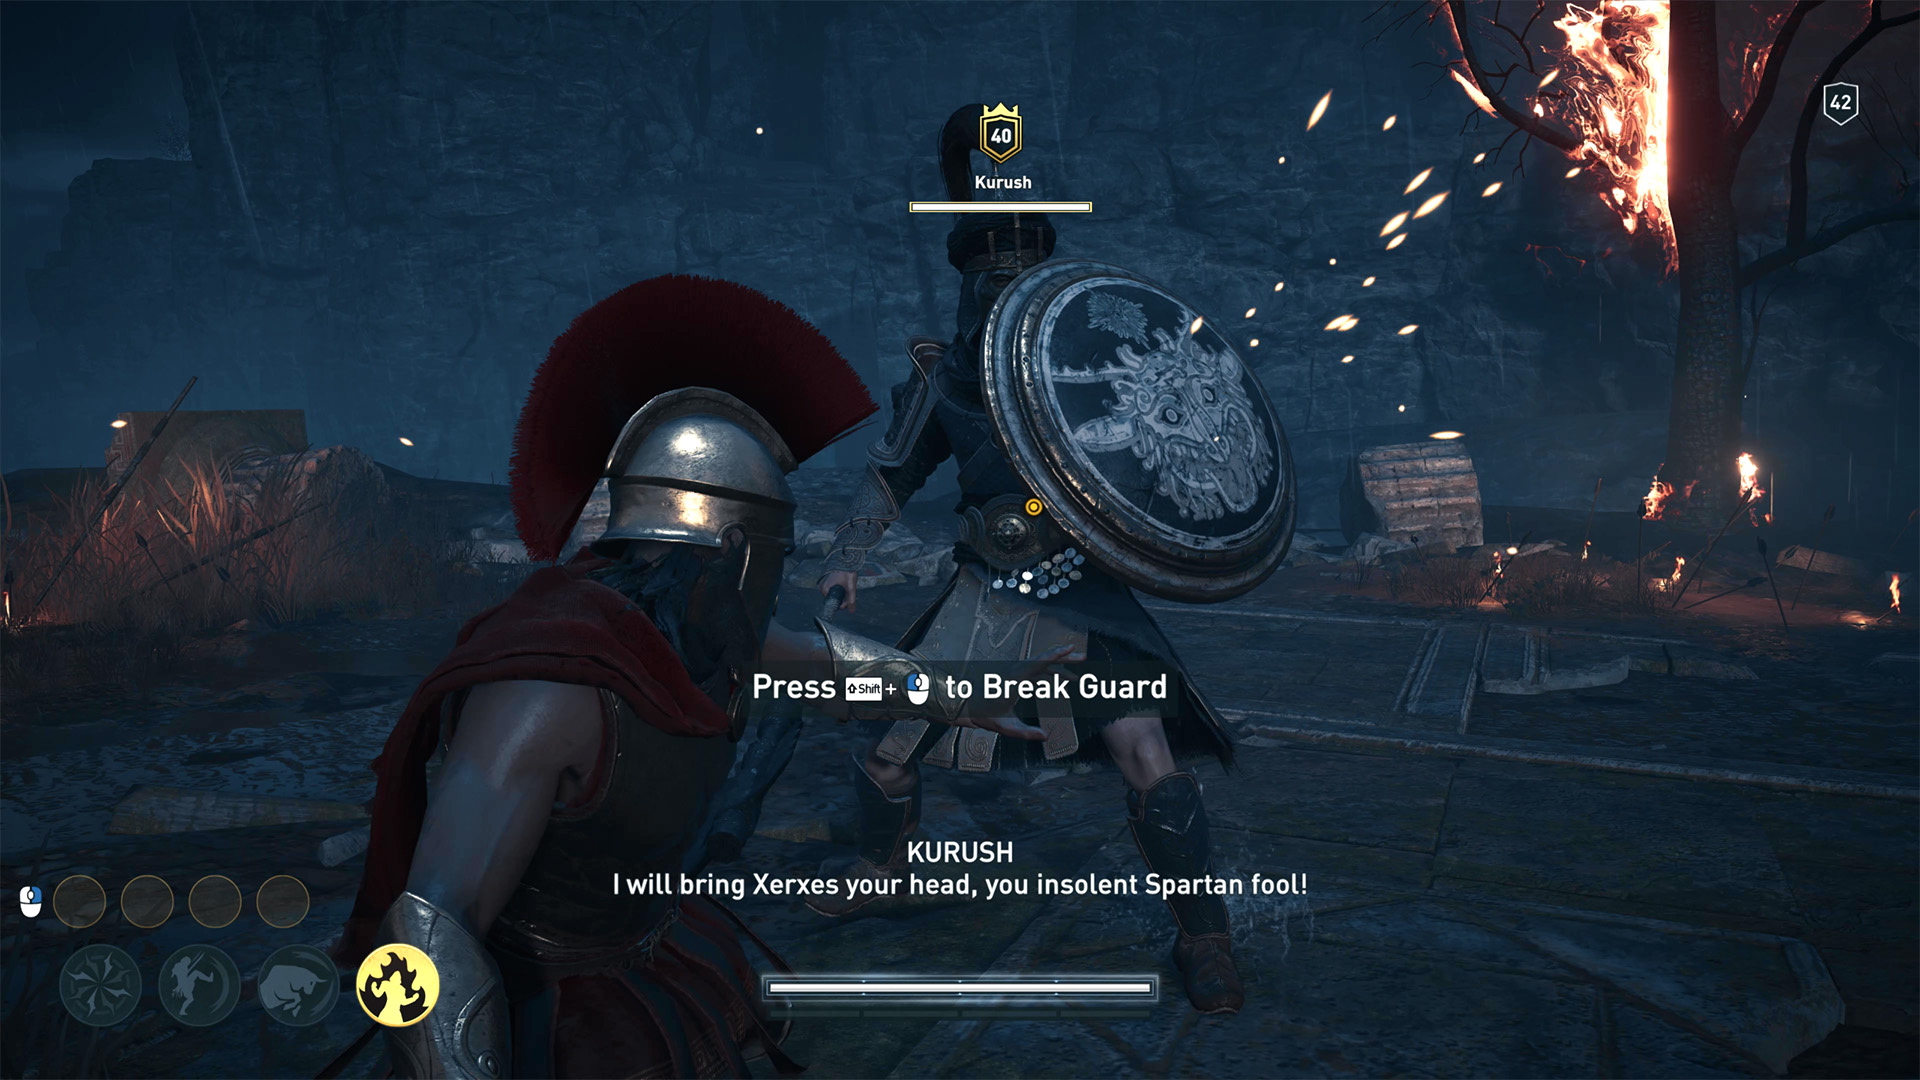 42
40
Kurush
Press Shift + to Break Guard
KURUSH
I will bring Xerxes your head, you insolent Spartan fool!